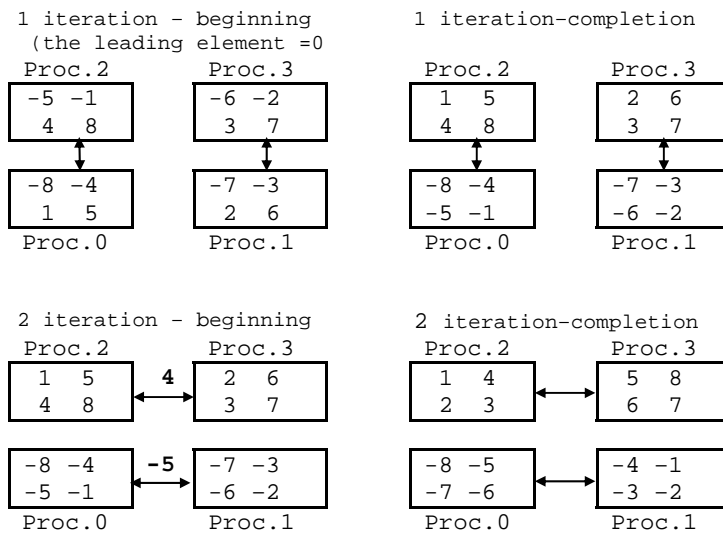 1 iteration – beginning
(the leading element =0
1 iteration–completion
Proc.2 Proc.3
-5 -1 -6 -2
4 8 3 7
-8 -4 -7 -3
1 5 2 6
Proc.0 Proc.1
Proc.2 Proc.3
1 5 2 6
4 8 3 7
-8 -4 -7 -3
-5 -1 -6 -2
Proc.0 Proc.1
2 iteration – beginning
Proc.2 Proc.3
1 5 4 2 6
4 8 3 7
-8 -4 -5 -7 -3
-5 -1 -6 -2
Proc.0 Proc.1
2 iteration–completion
Proc.2 Proc.3
1 4 5 8
2 3 6 7
-8 -5 -4 -1
-7 -6 -3 -2
Proc.0 Proc.1